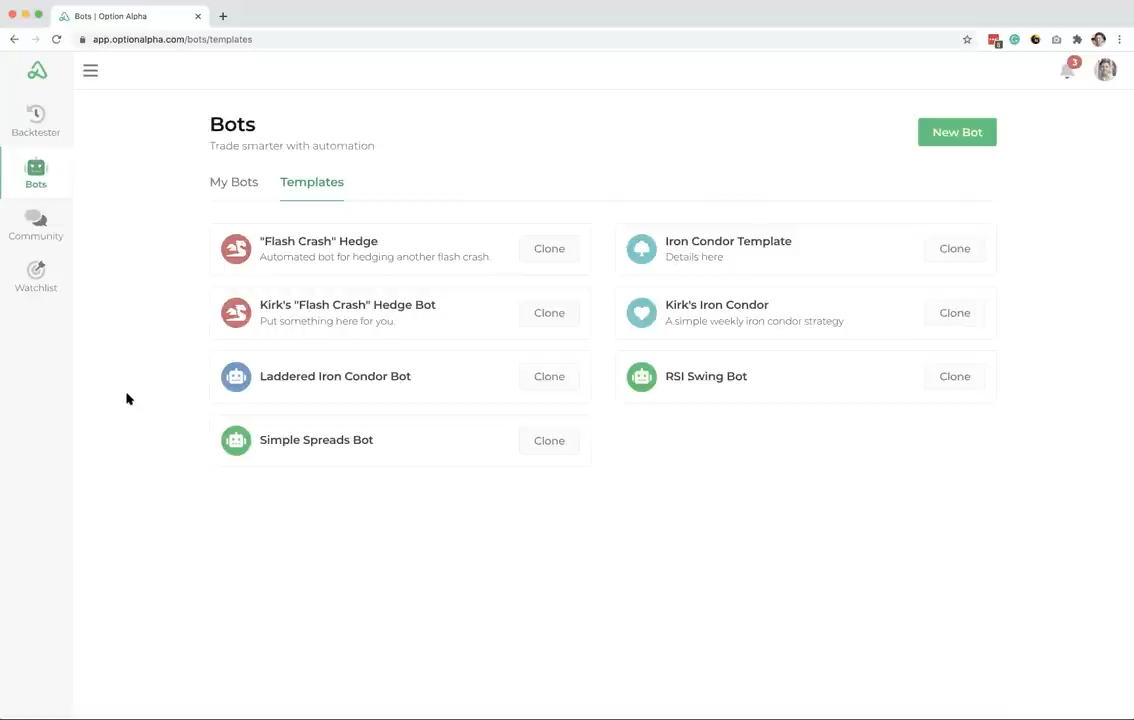 Bots | Option Alpha
app.optionalpha.com/bots/templates
8
3
Backtester
Bots
Community
Watchlist
Bots
Trade smarter with automation
New Bot
My Bots
Templates
"Flash Crash" Hedge
Automated bot for hedging another flash crash.
Clone
Iron Condor Template
Details here
Clone
Kirk's "Flash Crash" Hedge Bot
Put something here for you.
Clone
Kirk's Iron Condor
A simple weekly iron condor strategy
Clone
Laddered Iron Condor Bot
Clone
RSI Swing Bot
Clone
Simple Spreads Bot
Clone